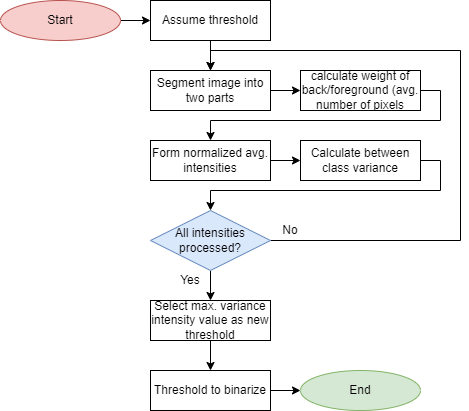 Start
Assume threshold
Segment image into
two parts
calculate weight of
back/foreground (avg.
number of pixels
Form normalized avg.
intensities
Calculate between
class variance
All intensities
processed?
No
Yes
Select max. variance
intensity value as new
threshold
Threshold to binarize
End